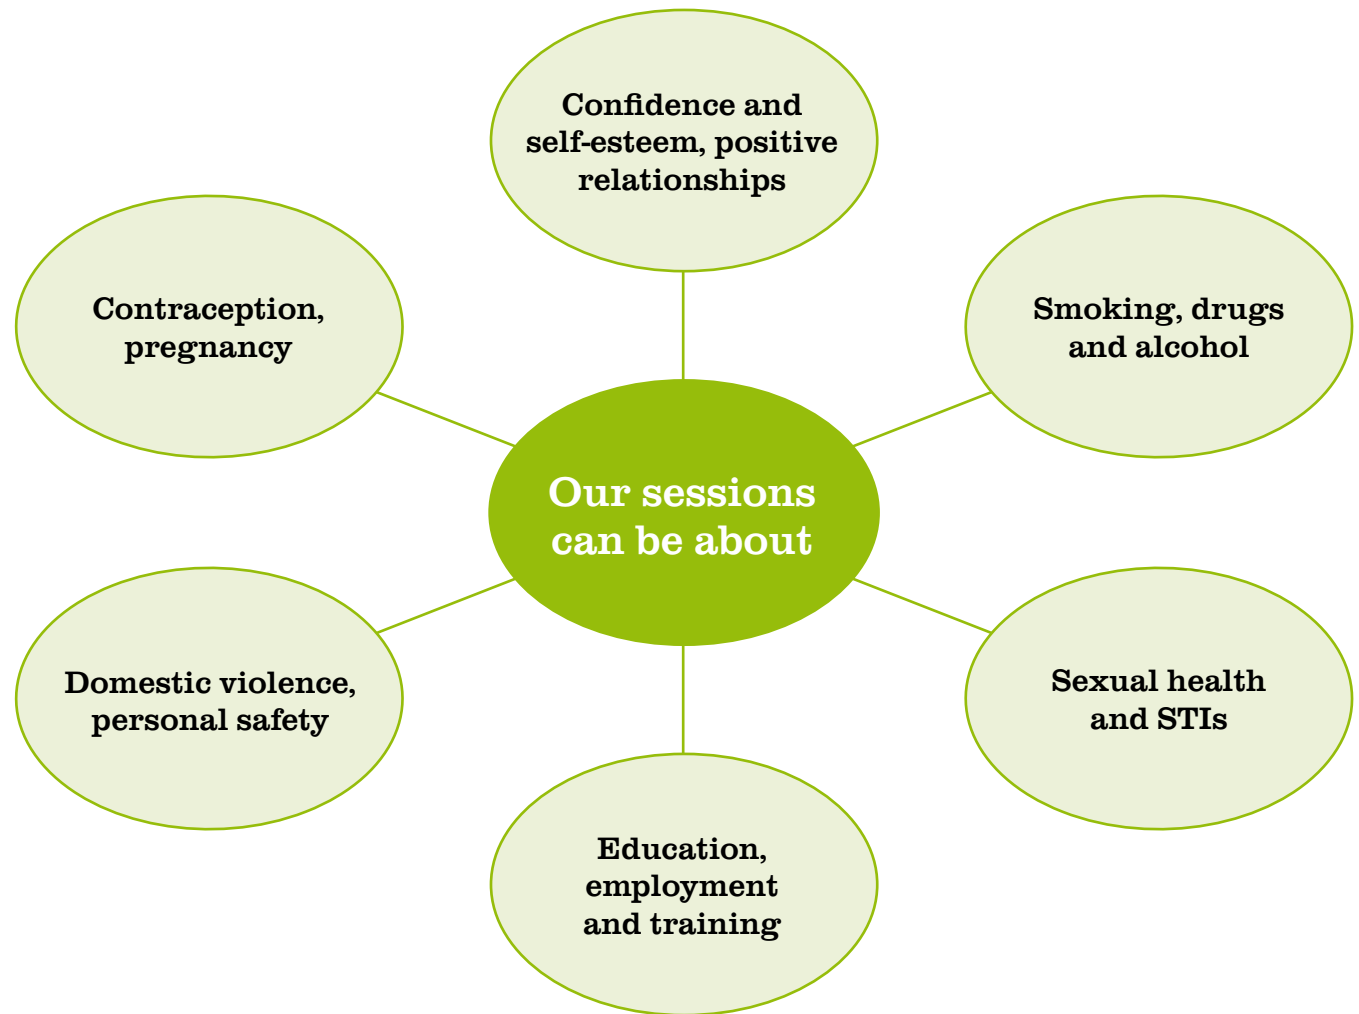 Confidence and
self-esteem, positive
relationships
Contraception,
pregnancy
Smoking, drugs
and alcohol
Our sessions
can be about
Domestic violence,
personal safety
Sexual health
and STIs
Education,
employment
and training